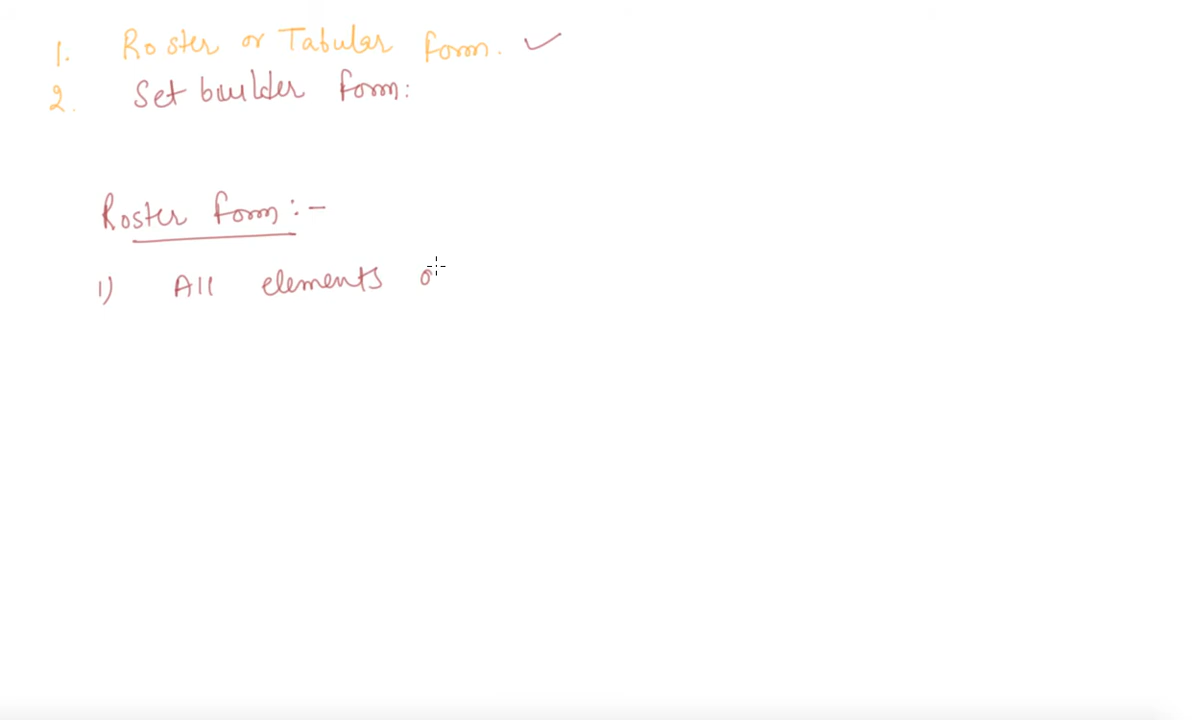 1. Roster or Tabular form.
2. Set builder form:
Roster form :-
1) All elements o